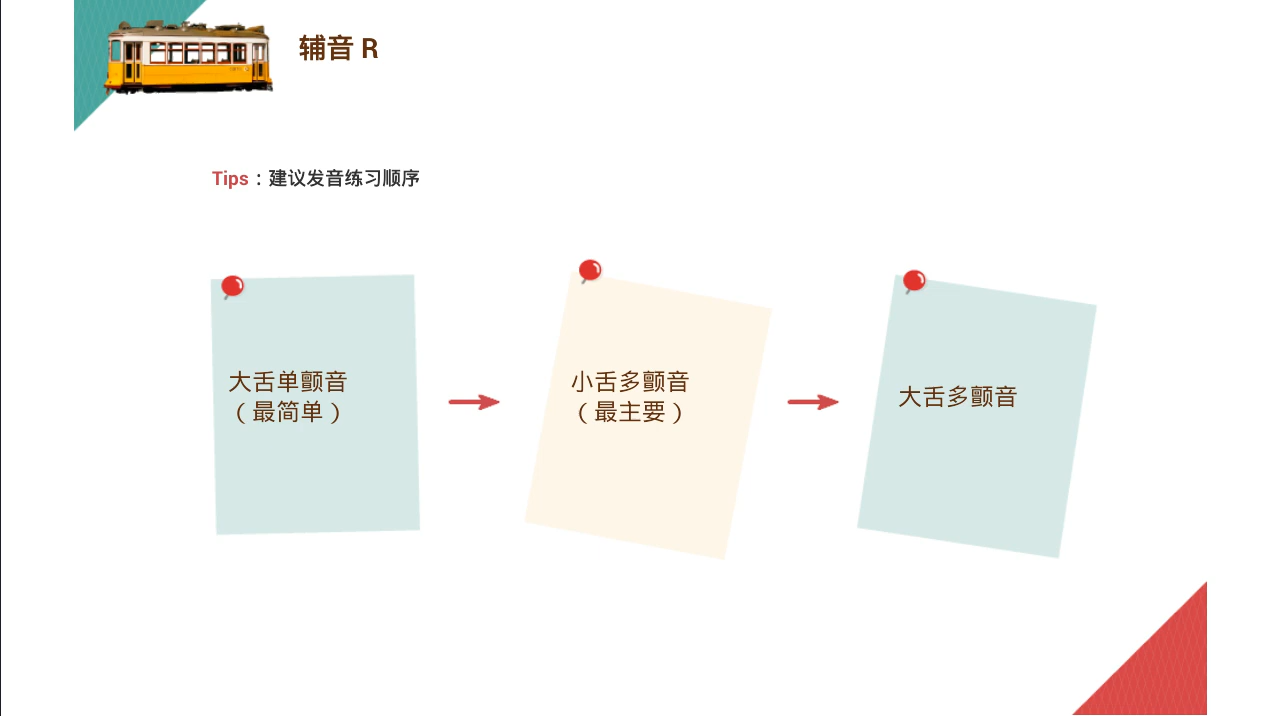 辅音 R
Tips：建议发音练习顺序
大舌单颤音
（最简单）
小舌多颤音
（最主要）
大舌多颤音